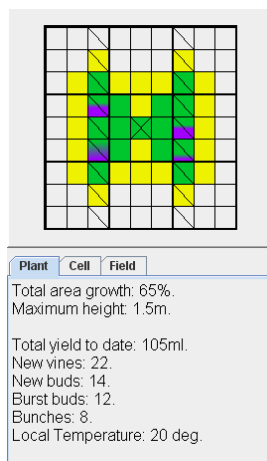 Plant Cell Field
Total area growth: 65%.
Maximum height: 1.5m.
Total yield to date: 105ml.
New vines: 22.
New buds: 14.
Burst buds: 12.
Bunches: 8.
Local Temperature: 20 deg.